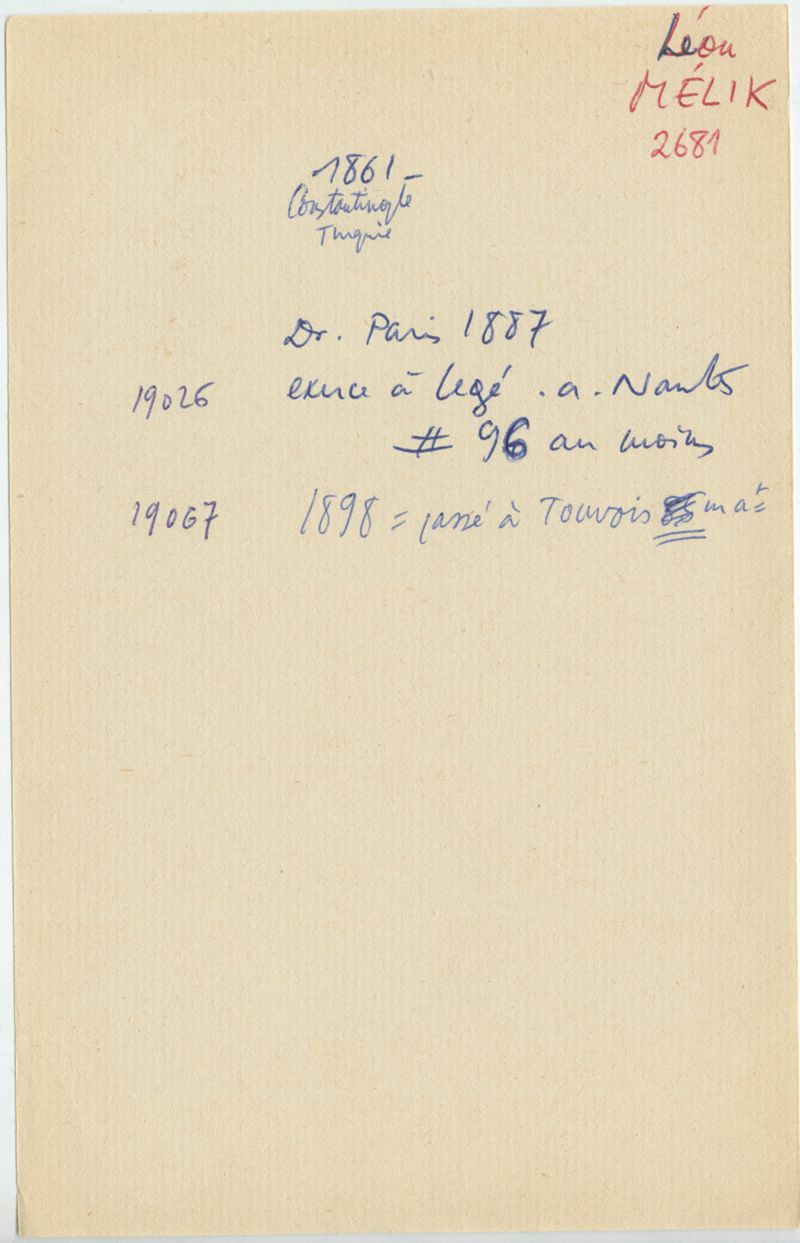 Léon
MÉLIK
2681
1861 -
Constantinople
Turquie
Dr. Paris 1887
19026 exerce à Legé . a . Nantes
# 96 au moins
19067 1898 = passé à Touvois